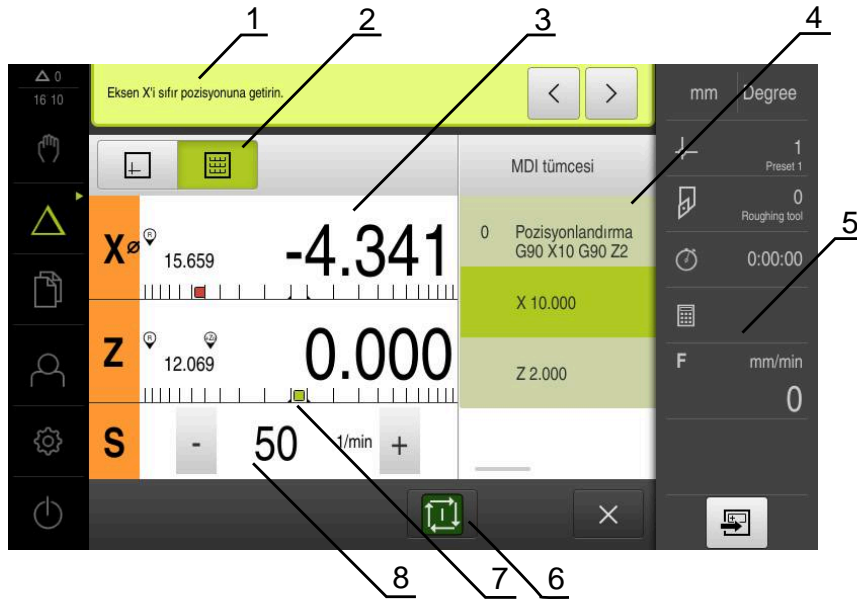 1
2
3
4
0
16 10
Eksen X'i sıfır pozisyonuna getirin.
<
>
mm
Degree
MDI tümcesi
1
Preset 1
0
Roughing tool
5
0:00:00
F
mm/min
0
X ⌀
R
15.659
-4.341
0
Pozisyonlandırma
G90 X10 G90 Z2
X 10.000
Z
R
12.069
0.000
Z 2.000
S
-
50
1/min
+
8
7
6